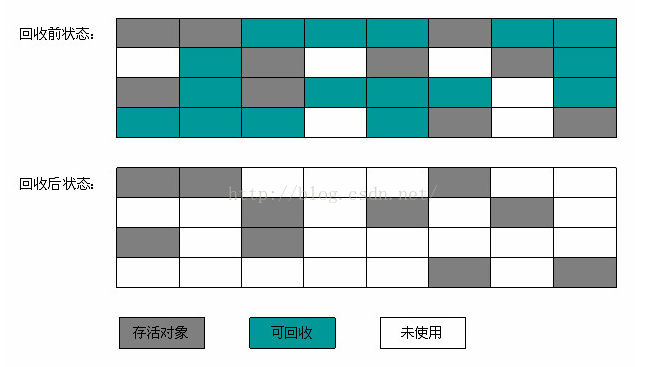 回收前状态：
回收后状态：
http://blog.csdn.net/
存活对象
可回收
未使用